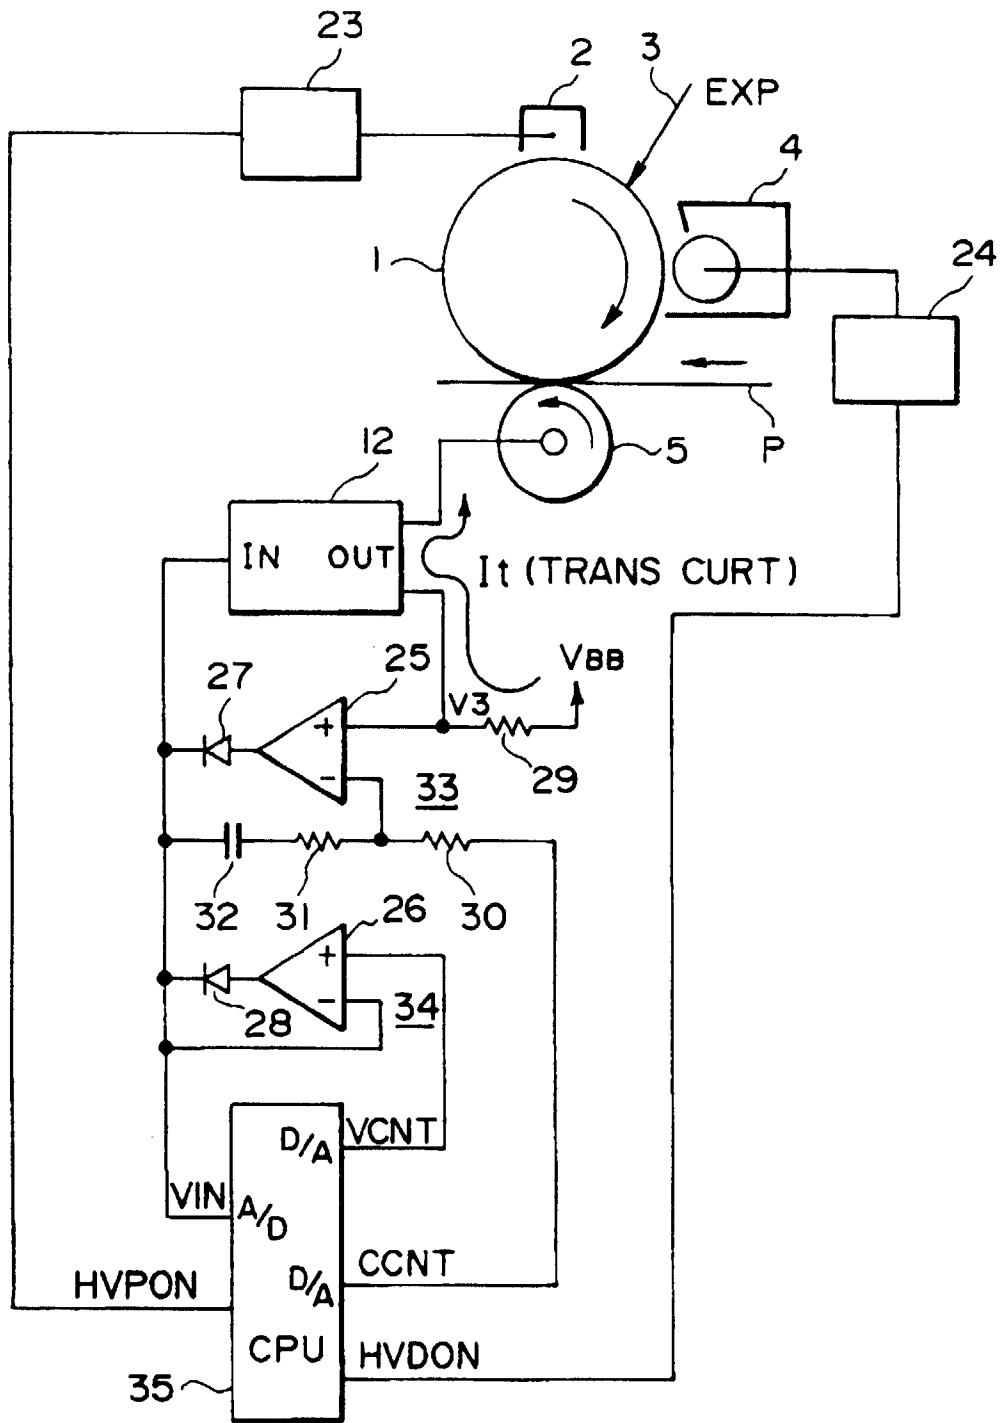 23
2
3
EXP
4
1
24
12
5
P
IN OUT
It (TRANS CURT)
27
25
VBB
V3
29
33
32
31
30
26
28
34
D/A
VCNT
VIN
A/D
HVPON
D/A
CCNT
CPU
HVDON
35